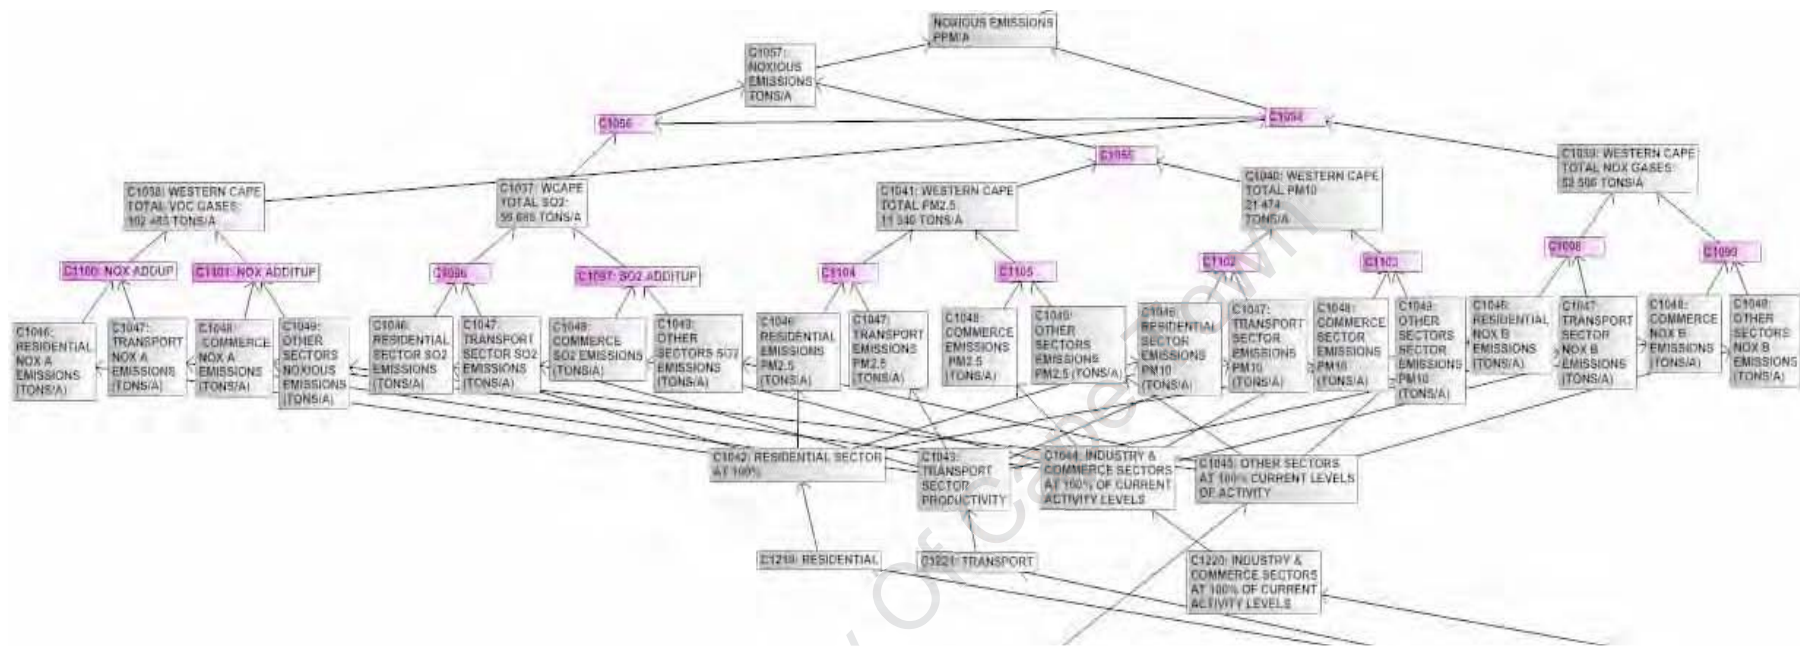 NOXIOUS EMISSIONS
PPM/A
C1057:
NOXIOUS
EMISSIONS
TONS/A
C1056
C1055
C1039: WESTERN CAPE
TOTAL NOX GASES:
TONS/A
C1038: WESTERN CAPE
TOTAL VOC GASES:
TONS/A
C1037: WCAPE
TOTAL SO2:
TONS/A
C1041: WESTERN CAPE
TOTAL PM2.5
TONS/A
C1040: WESTERN CAPE
TOTAL PM10
21 474
TONS/A
C1100: NOX ADDUP
C1101: NOX ADDITUP
C1096
C1097: SO2 ADDITUP
C1104
C1105
C1102
C1103
C1098
C1099
C1046:
RESIDENTIAL
NOX A
EMISSIONS
(TONS/A)
C1047:
TRANSPORT
NOX A
EMISSIONS
(TONS/A)
C1048:
COMMERCE
NOX A
EMISSIONS
(TONS/A)
C1049:
OTHER
SECTORS
NOXIOUS
EMISSIONS
(TONS/A)
C1046:
RESIDENTIAL
SECTOR SO2
EMISSIONS
(TONS/A)
C1047:
TRANSPORT
SECTOR SO2
EMISSIONS
(TONS/A)
C1048:
COMMERCE
SO2 EMISSIONS
(TONS/A)
C1049:
OTHER
SECTORS SO2
EMISSIONS
(TONS/A)
C1046:
RESIDENTIAL
EMISSIONS
PM2.5
(TONS/A)
C1047:
TRANSPORT
EMISSIONS
PM2.5
(TONS/A)
C1048:
COMMERCE
EMISSIONS
PM2.5
(TONS/A)
C1049:
OTHER
SECTORS
EMISSIONS
PM2.5 (TONS/A)
C1046:
RESIDENTIAL
SECTOR
EMISSIONS
PM10
(TONS/A)
C1047:
TRANSPORT
SECTOR
EMISSIONS
PM10
(TONS/A)
C1048:
COMMERCE
SECTOR
EMISSIONS
PM10
(TONS/A)
C1049:
OTHER
SECTORS
SECTOR
EMISSIONS
PM10
(TONS/A)
C1046:
RESIDENTIAL
NOX B
EMISSIONS
(TONS/A)
C1047:
TRANSPORT
SECTOR
NOX B
EMISSIONS
(TONS/A)
C1048:
COMMERCE
NOX B
EMISSIONS
(TONS/A)
C1049:
OTHER
SECTORS
NOX B
EMISSIONS
(TONS/A)
C1042: RESIDENTIAL SECTOR
AT 100%
C1043:
TRANSPORT
SECTOR
PRODUCTIVITY
C1044: INDUSTRY &
COMMERCE SECTORS
AT 100% OF CURRENT
ACTIVITY LEVELS
C1045: OTHER SECTORS
AT 100% CURRENT LEVELS
OF ACTIVITY
C1219: RESIDENTIAL
C1221: TRANSPORT
C1220: INDUSTRY &
COMMERCE SECTORS
AT 100% OF CURRENT
ACTIVITY LEVELS
Of Cape Town